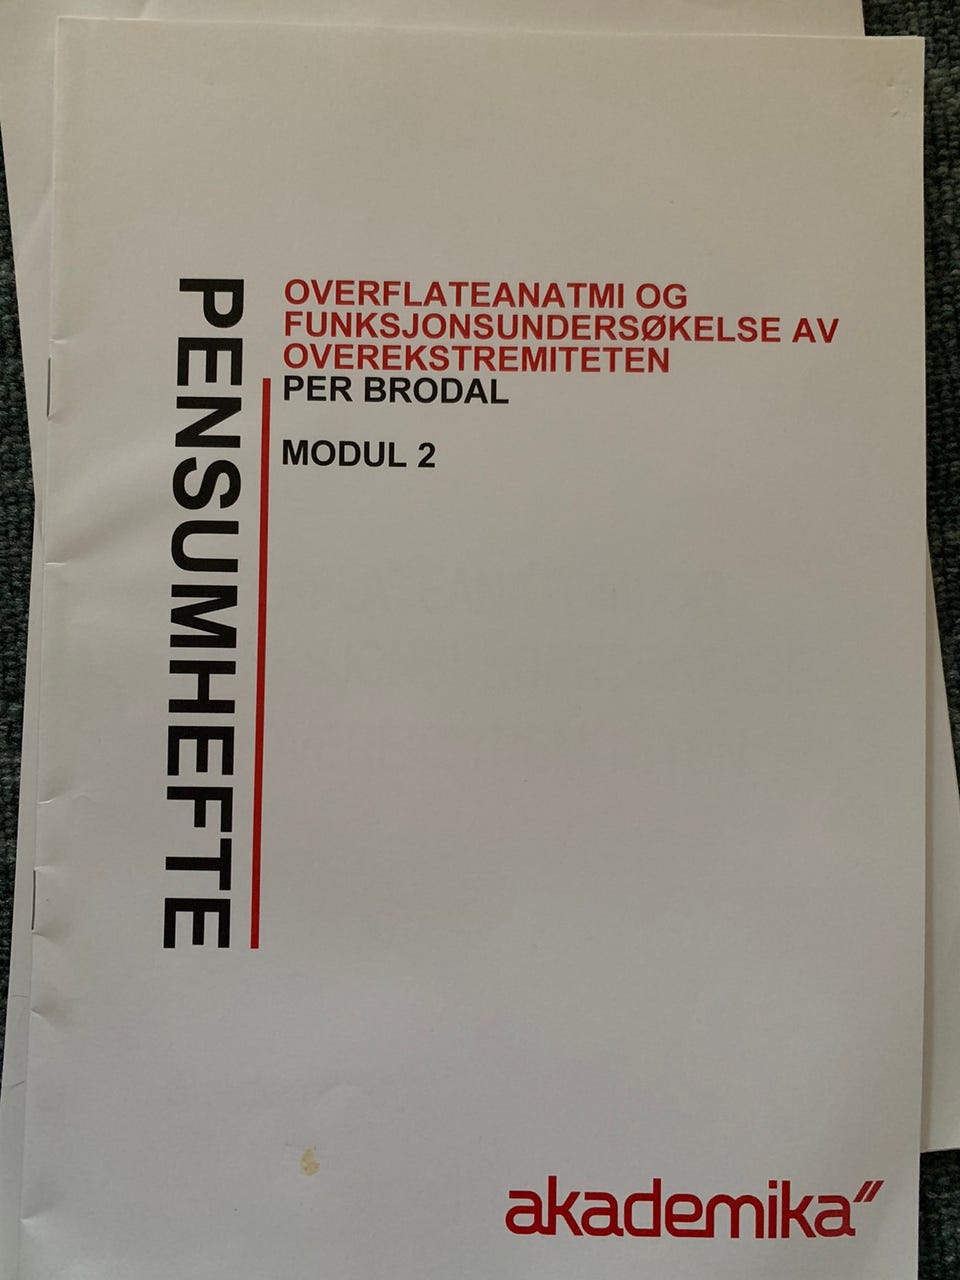 PENSUMHEFTE
OVERFLATEANATMI OG
FUNKSJONSUNDERSØKELSE AV
OVEREKSTREMITETEN
PER BRODAL
MODUL 2
akademika